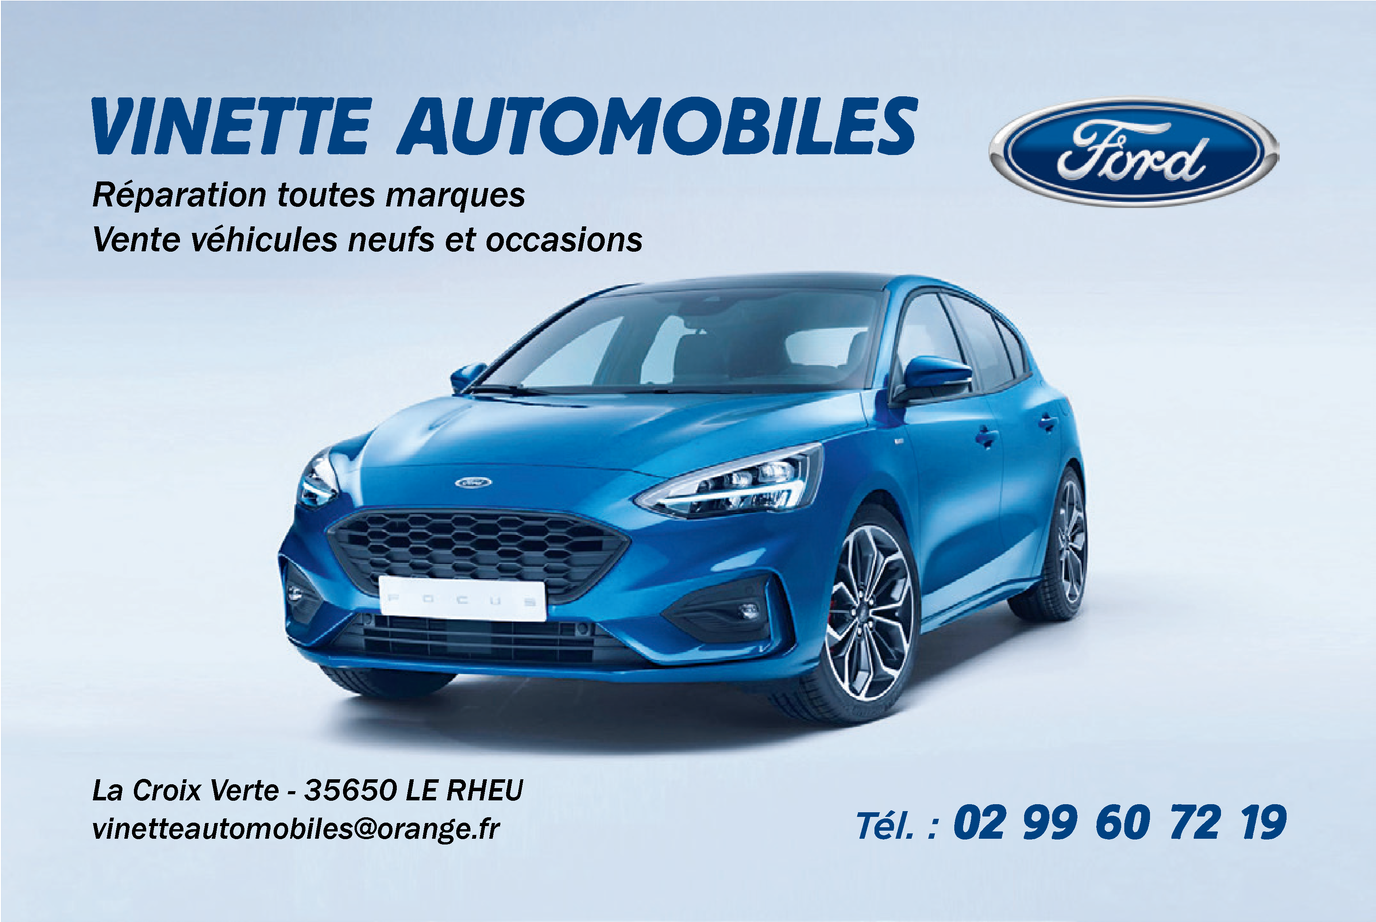 VINETTE AUTOMOBILES
Ford
Réparation toutes marques
Vente véhicules neufs et occasions
Ford
FOCUS
La Croix Verte - 35650 LE RHEU
vinetteautomobiles@orange.fr
Tél. : 02 99 60 72 19